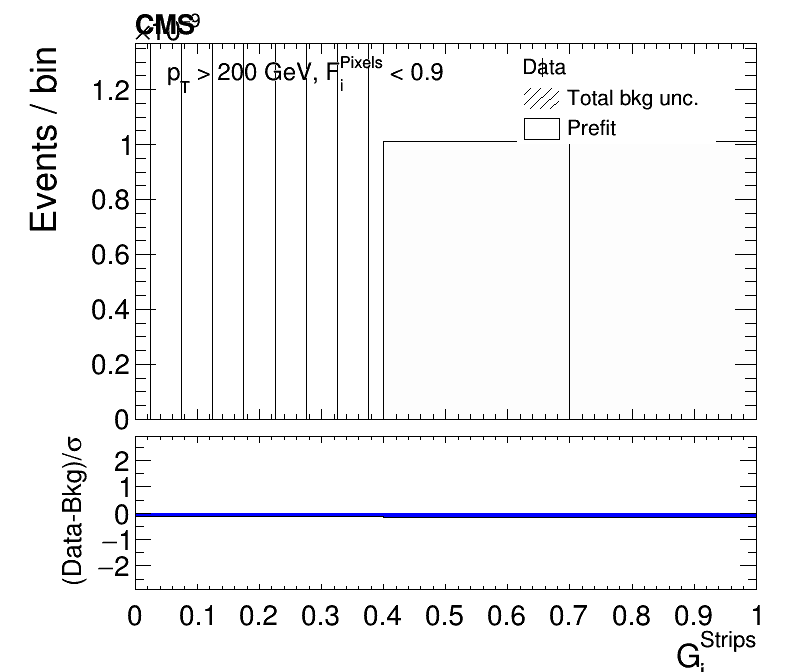 CMS
×10⁻⁹
Events / bin
p_T > 200 GeV, F_i^Pixels < 0.9
Data
Total bkg unc.
Prefit
1.2
1
0.8
0.6
0.4
0.2
0
(Data-Bkg)/σ
2
1
0
−1
−2
0 0.1 0.2 0.3 0.4 0.5 0.6 0.7 0.8 0.9 1
G_i^Strips